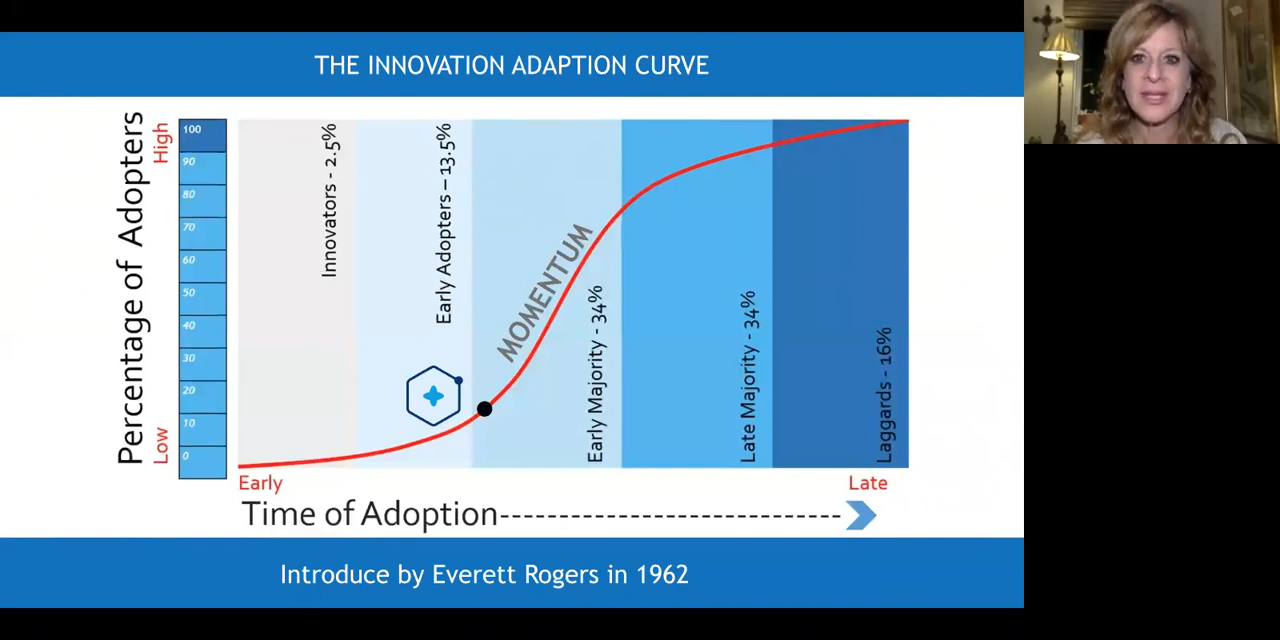 THE INNOVATION ADAPTION CURVE
Percentage of Adopters
High
Low
100
90
80
70
60
50
40
30
20
10
0
Innovators - 2.5%
Early Adopters – 13.5%
MOMENTUM
Early Majority - 34%
Late Majority - 34%
Laggards - 16%
Early
Late
Time of Adoption
Introduce by Everett Rogers in 1962